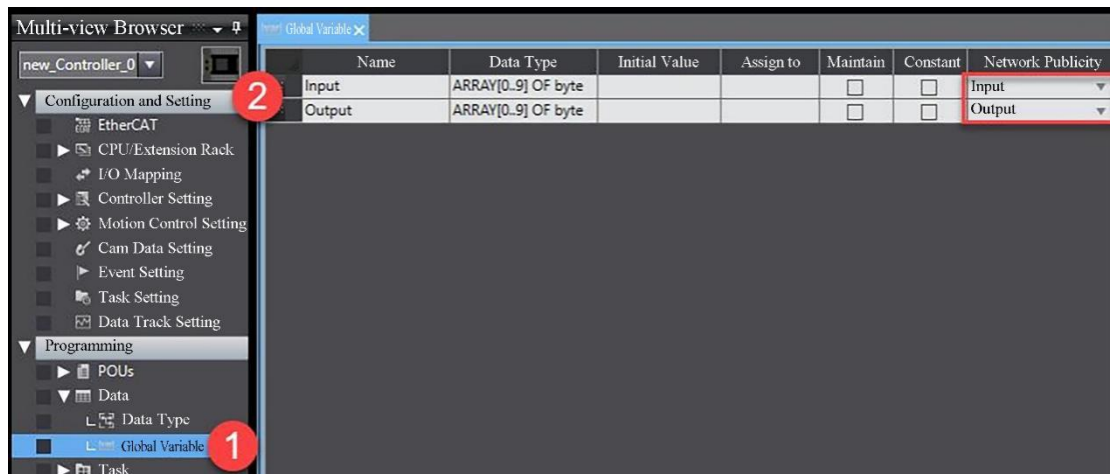 Multi-view Browser
new_Controller_0
Configuration and Setting
EtherCAT
CPU/Extension Rack
I/O Mapping
Controller Setting
Motion Control Setting
Cam Data Setting
Event Setting
Task Setting
Data Track Setting
Programming
POUs
Data
Data Type
Global Variable
1
Task
2
Global Variable
Name Data Type Initial Value Assign to Maintain Constant Network Publicity
Input ARRAY[0..9] OF byte Input
Output ARRAY[0..9] OF byte Output